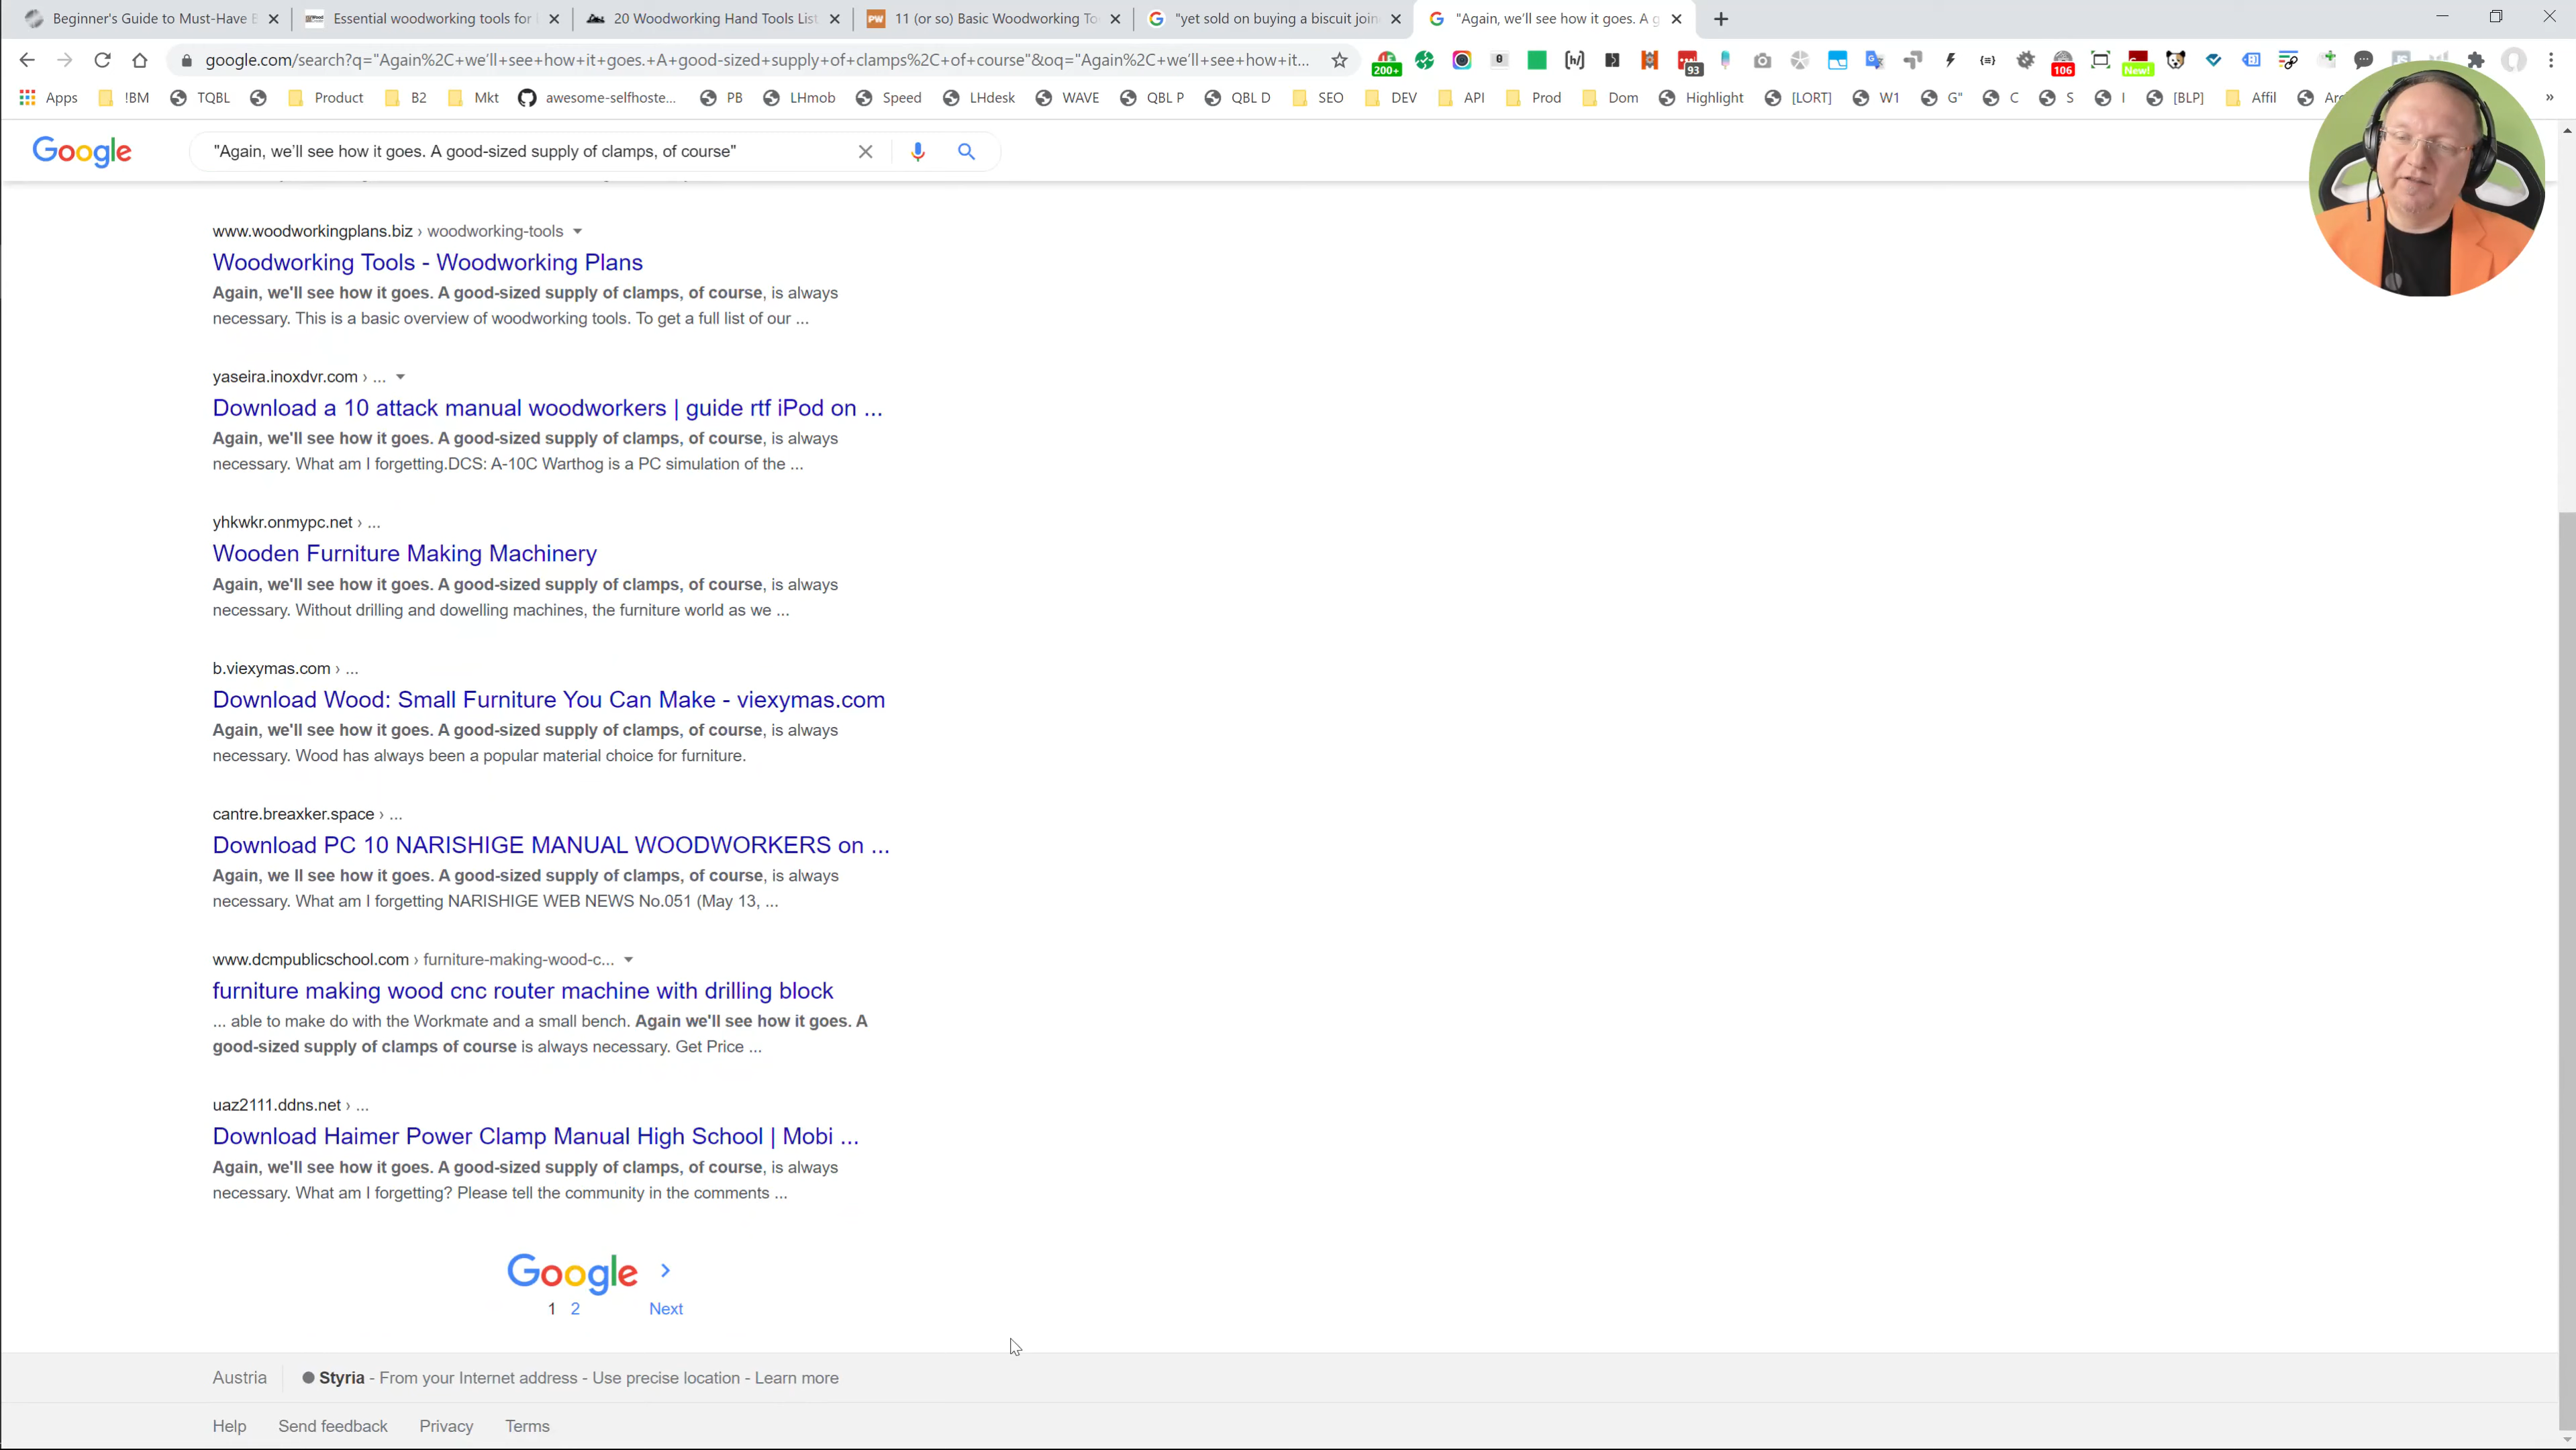 Beginner's Guide to Must-Have E
Essential woodworking tools for
20 Woodworking Hand Tools List
PW 11 (or so) Basic Woodworking To
"yet sold on buying a biscuit join
"Again, we'll see how it goes. A g
google.com/search?q="Again%2C+we'll+see+how+it+goes.+A+good-sized+supply+of+clamps%2C+of+course"&oq="Again%2C+we'll+see+how+it...
200+
93
106
New!
Apps !BM TQBL Product B2 Mkt awesome-selfhoste... PB LHmob Speed LHdesk WAVE QBL P QBL D SEO DEV API Prod Dom Highlight [LORT] W1 G" C S I [BLP] Affil »
Google "Again, we'll see how it goes. A good-sized supply of clamps, of course"
www.woodworkingplans.biz › woodworking-tools
Woodworking Tools - Woodworking Plans
Again, we'll see how it goes. A good-sized supply of clamps, of course, is always
necessary. This is a basic overview of woodworking tools. To get a full list of our ...
yaseira.inoxdvr.com › ...
Download a 10 attack manual woodworkers | guide rtf iPod on ...
Again, we'll see how it goes. A good-sized supply of clamps, of course, is always
necessary. What am I forgetting.DCS: A-10C Warthog is a PC simulation of the ...
yhkwkr.onmypc.net › ...
Wooden Furniture Making Machinery
Again, we'll see how it goes. A good-sized supply of clamps, of course, is always
necessary. Without drilling and dowelling machines, the furniture world as we ...
b.viexymas.com › ...
Download Wood: Small Furniture You Can Make - viexymas.com
Again, we'll see how it goes. A good-sized supply of clamps, of course, is always
necessary. Wood has always been a popular material choice for furniture.
cantre.breaxker.space › ...
Download PC 10 NARISHIGE MANUAL WOODWORKERS on ...
Again, we ll see how it goes. A good-sized supply of clamps, of course, is always
necessary. What am I forgetting NARISHIGE WEB NEWS No.051 (May 13, ...
www.dcmpublicschool.com › furniture-making-wood-c...
furniture making wood cnc router machine with drilling block
... able to make do with the Workmate and a small bench. Again we'll see how it goes. A
good-sized supply of clamps of course is always necessary. Get Price ...
uaz2111.ddns.net › ...
Download Haimer Power Clamp Manual High School | Mobi ...
Again, we'll see how it goes. A good-sized supply of clamps, of course, is always
necessary. What am I forgetting? Please tell the community in the comments ...
Google
1 2 Next
Austria Styria - From your Internet address - Use precise location - Learn more
Help Send feedback Privacy Terms